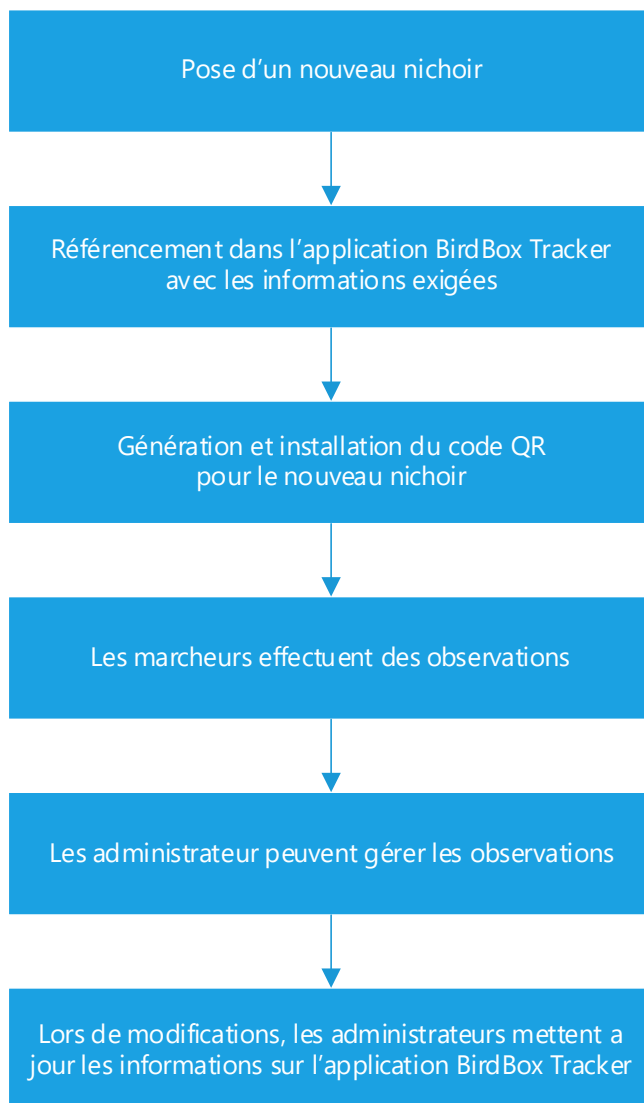 Pose d’un nouveau nichoir
Référencement dans l’application BirdBox Tracker
avec les informations exigées
Génération et installation du code QR
pour le nouveau nichoir
Les marcheurs effectuent des observations
Les administrateur peuvent gérer les observations
Lors de modifications, les administrateurs mettent a
jour les informations sur l’application BirdBox Tracker